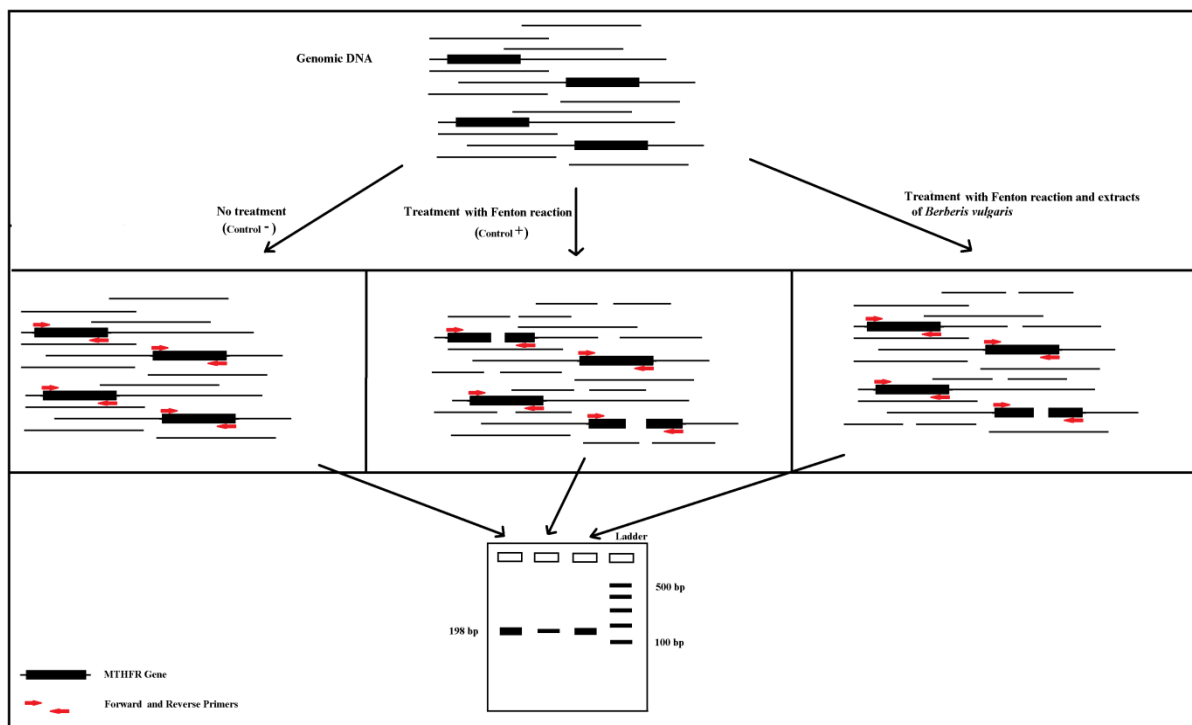 Genomic DNA
No treatment
(Control -)
Treatment with Fenton reaction
(Control +)
Treatment with Fenton reaction and extracts
of Berberis vulgaris
Ladder
500 bp
198 bp
100 bp
MTHFR Gene
Forward and Reverse Primers